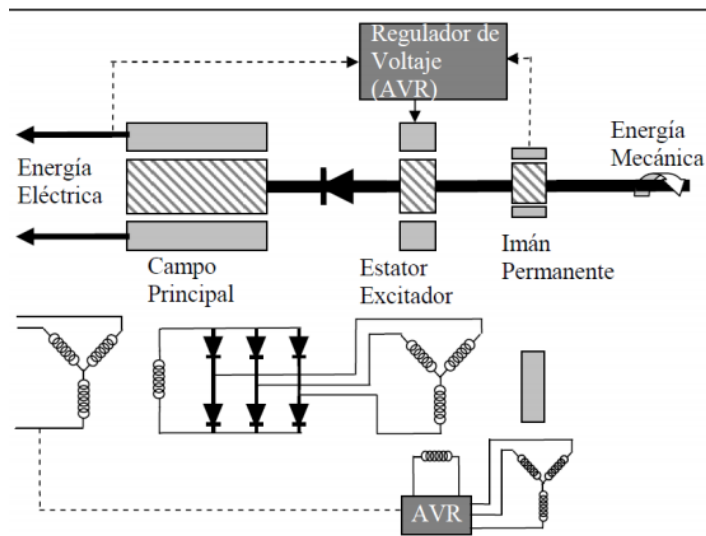 Regulador de
Voltaje
(AVR)
Energía
Mecánica
Energía
Eléctrica
Campo
Principal
Estator
Excitador
Imán
Permanente
AVR